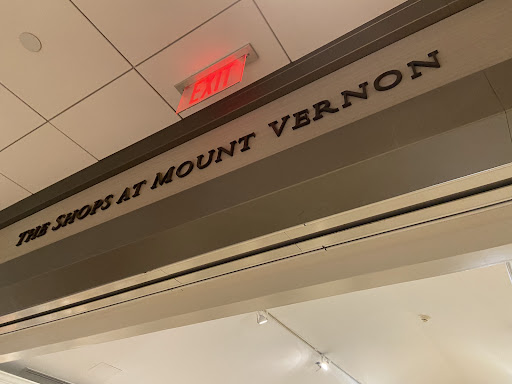 EXIT
THE SHOPS AT MOUNT VERNON